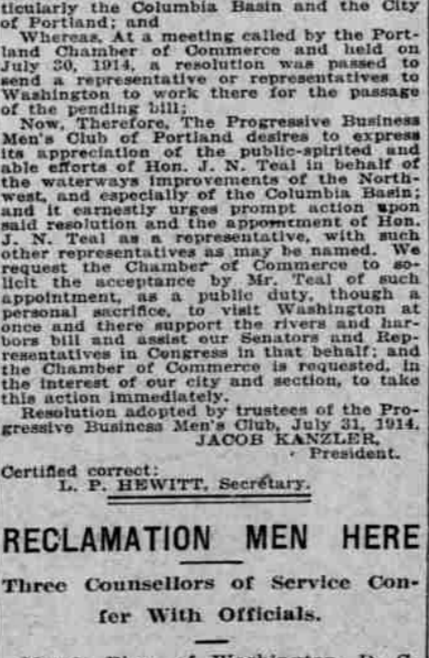 ticularly the Columbia Basin and the City
of Portland; and
Whereas, At a meeting called by the Port-
land Chamber of Commerce and held on
July 30, 1914, a resolution was passed to
send a representative or representatives to
Washington to work there for the passage
of the pending bill;
Now, Therefore, The Progressive Business
Men's Club of Portland desires to express
its appreciation of the public-spirited and
able efforts of Hon. J. N. Teal in behalf of
the waterways improvements of the North-
west, and especially of the Columbia Basin;
and it earnestly urges prompt action upon
said resolution and the appointment of Hon.
J. N. Teal as a representative, with such
other representatives as may be named. We
request the Chamber of Commerce to so-
licit the acceptance by Mr. Teal of such
appointment, as a public duty, though a
personal sacrifice, to visit Washington at
once and there support the rivers and har-
bors bill and assist our Senators and Rep-
resentatives in Congress in that behalf; and
the Chamber of Commerce is requested, in
the interest of our city and section, to take
this action immediately.
Resolution adopted by trustees of the Pro-
gressive Business Men's Club, July 31, 1914.
JACOB KANZLER,
President.
Certified correct:
L. P. HEWITT, Secretary.
RECLAMATION MEN HERE
Three Counsellors of Service Con-
fer With Officials.
of Washington, D. C.